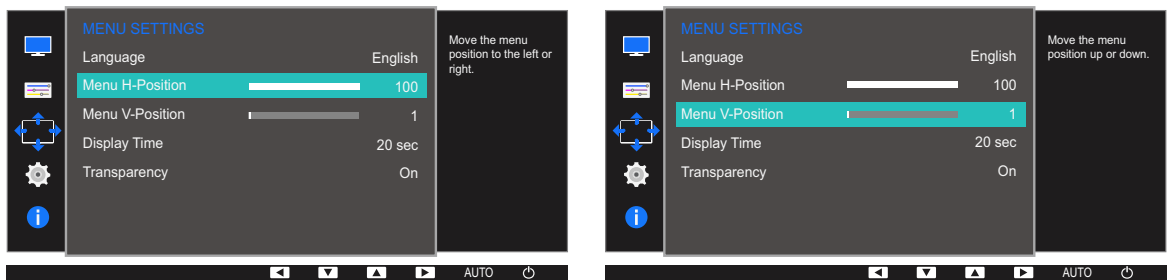 MENU SETTINGS
Language English
Menu H-Position 100
Menu V-Position 1
Display Time 20 sec
Transparency On
Move the menu
position to the left or
right.
AUTO
MENU SETTINGS
Language English
Menu H-Position 100
Menu V-Position 1
Display Time 20 sec
Transparency On
Move the menu
position up or down.
AUTO